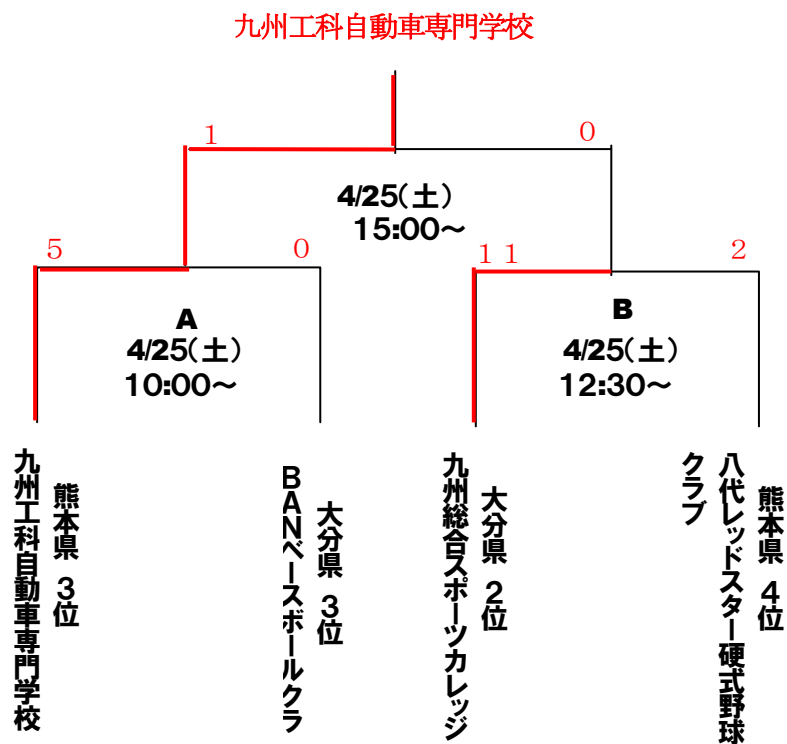 九州工科自動車専門学校
1
0
4/25(土)
15:00～
5
0
11
2
A
4/25(土)
10:00～
B
4/25(土)
12:30～
熊本県 3位
九州工科自動車専門学校
大分県 3位
BANベースボールクラ
大分県 2位
九州総合スポーツカレッジ
熊本県 4位
八代レッドスター硬式野球
クラブ